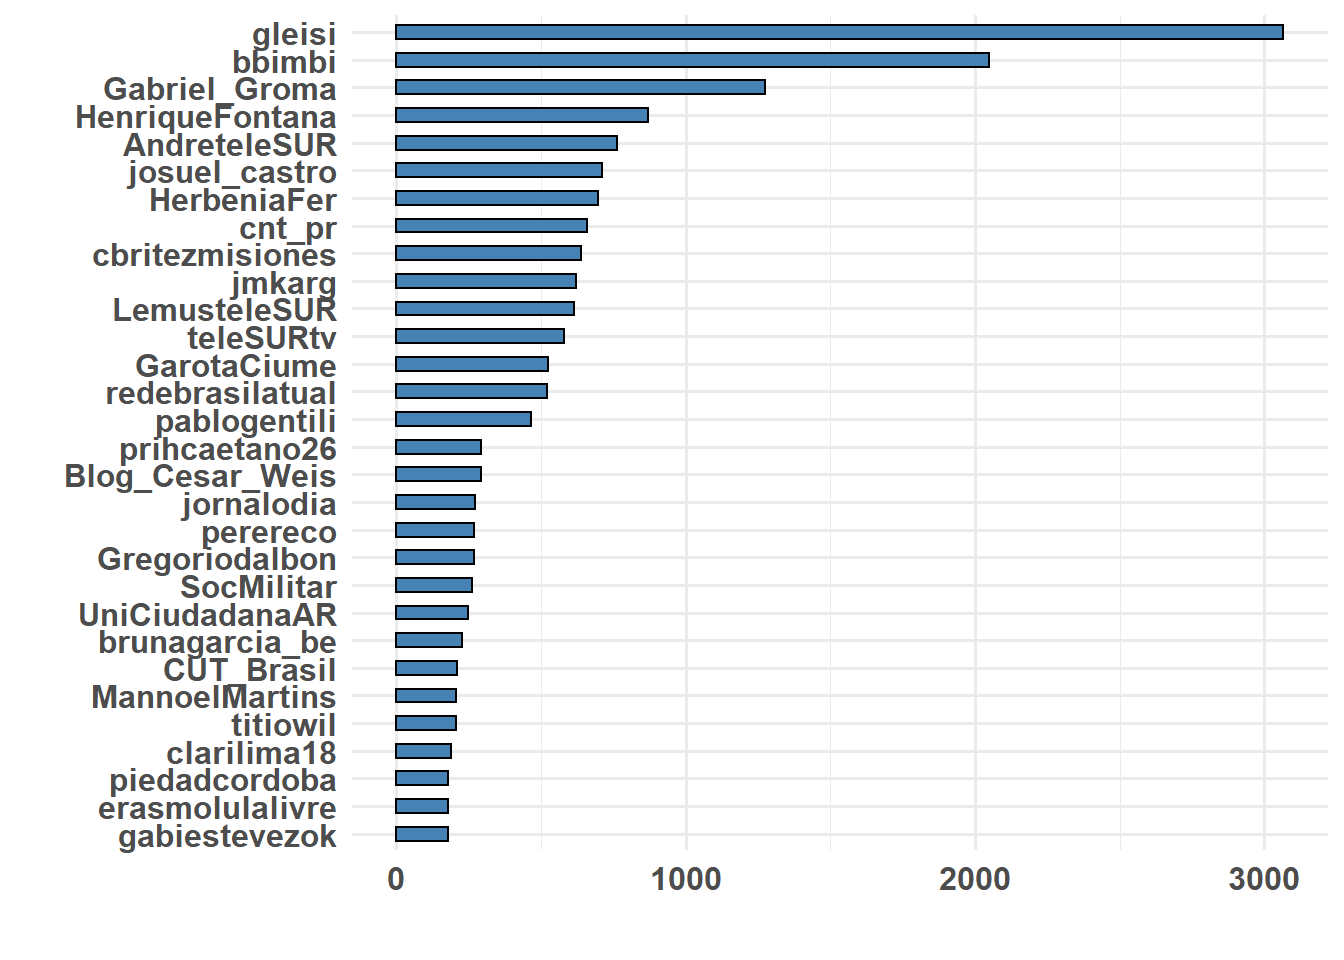 gleisi
bbimbi
Gabriel_Groma
HenriqueFontana
AndreteleSUR
josuel_castro
HerbeniaFer
cnt_pr
cbritezmisiones
jmkarg
LemusteleSUR
teleSURtv
GarotaCiume
redebrasilatual
pablogentili
prihcaetano26
Blog_Cesar_Weis
jornalodia
perereco
Gregoriodalbon
SocMilitar
UniCiudadanaAR
brunagarcia_be
CUT_Brasil
MannoelMartins
titiowil
clarilima18
piedadcordoba
erasmolulalivre
gabiestevezok
0 1000 2000 3000